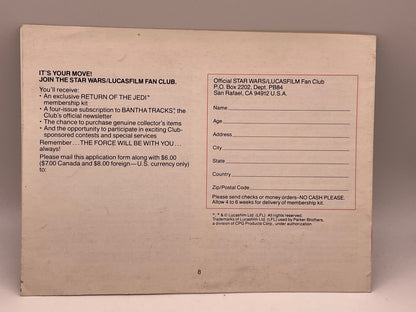 IT'S YOUR MOVE!
JOIN THE STAR WARS/LUCASFILM FAN CLUB.
You'll receive:
• An exclusive RETURN OF THE JEDI™
membership kit
• A four-issue subscription to BANTHA TRACKS,™ the
Club's official newsletter
• The chance to purchase genuine collector's items
• And the opportunity to participate in exciting Club-
sponsored contests and special services
Remember... THE FORCE WILL BE WITH YOU...
always!
Please mail this application form along with $6.00
($7.00 Canada and $8.00 foreign—U.S. currency only)
to:
Official STAR WARS/LUCASFILM Fan Club
P.O. Box 2202, Dept. PB84
San Rafael, CA 94912 U.S.A.
Name
Age
Address
City
State
Country
Zip/Postal Code
Please send checks or money orders–NO CASH PLEASE.
Allow 4 to 6 weeks for delivery of membership kit.
™, * & © Lucasfilm Ltd. (LFL). All rights reserved.
Trademarks of Lucasfilm Ltd. (LFL) used by Parker Brothers,
a division of CPG Products Corp., under authorization
8